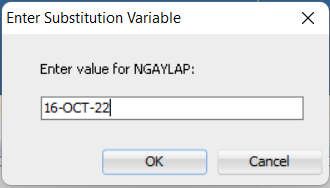 Enter Substitution Variable
Enter value for NGAYLAP:
16-OCT-22
OK
Cancel